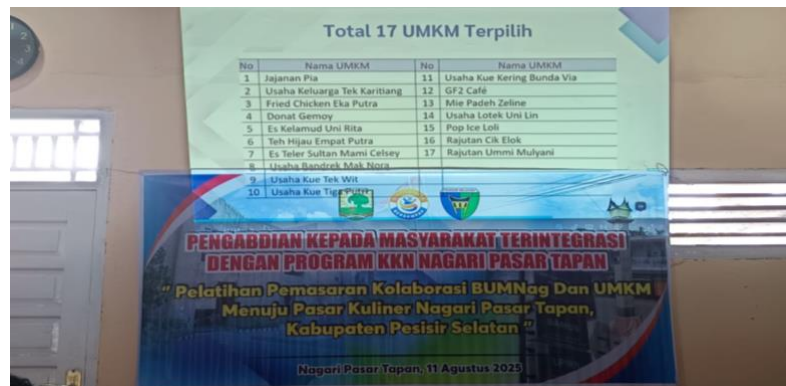 Total 17 UMKM Terpilih
No Nama UMKM No Nama UMKM
1 Jajanan Pia 11 Usaha Kue Kering Bunda Via
2 Usaha Keluarga Tek Karitiang 12 GF2 Café
3 Fried Chicken Eka Putra 13 Mie Padeh Zeline
4 Donat Gemoy 14 Usaha Lotek Uni Lin
5 Es Kelamud Uni Rita 15 Pop Ice Loli
6 Teh Hijau Empat Putra 16 Rajutan Cik Elok
7 Es Teler Sultan Mami Celsey 17 Rajutan Ummi Mulyani
8 Usaha Bandrek Mak Nora
9 Usaha Kue Tek Wit
10 Usaha Kue Tiga Putri
PENGABDIAN KEPADA MASYARAKAT TERINTEGRASI
DENGAN PROGRAM KKN NAGARI PASAR TAPAN
" Pelatihan Pemasaran Kolaborasi BUMNag Dan UMKM
Menuju Pasar Kuliner Nagari Pasar Tapan,
Kabupaten Pesisir Selatan "
Nagari Pasar Tapan, 11 Agustus 2025